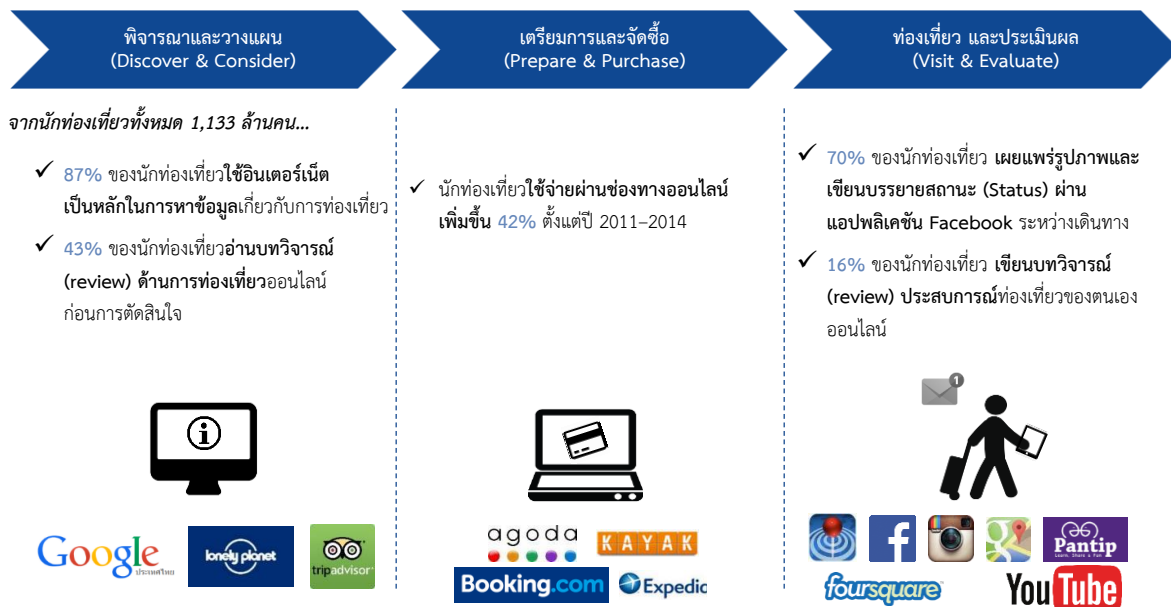 พิจารณาและวางแผน
(Discover & Consider)
เตรียมการและจัดซื้อ
(Prepare & Purchase)
ท่องเที่ยว และประเมินผล
(Visit & Evaluate)
จากนักท่องเที่ยวทั้งหมด 1,133 ล้านคน...
✓ 87% ของนักท่องเที่ยวใช้อินเตอร์เน็ต
เป็นหลักในการหาข้อมูลเกี่ยวกับการท่องเที่ยว
✓ 43% ของนักท่องเที่ยวอ่านบทวิจารณ์
(review) ด้านการท่องเที่ยวออนไลน์
ก่อนการตัดสินใจ
✓ นักท่องเที่ยวใช้จ่ายผ่านช่องทางออนไลน์
เพิ่มขึ้น 42% ตั้งแต่ปี 2011–2014
✓ 70% ของนักท่องเที่ยว เผยแพร่รูปภาพและ
เขียนบรรยายสถานะ (Status) ผ่าน
แอปพลิเคชัน Facebook ระหว่างเดินทาง
✓ 16% ของนักท่องเที่ยว เขียนบทวิจารณ์
(review) ประสบการณ์ท่องเที่ยวของตนเอง
ออนไลน์
i
1
Google
ประเทศไทย
lonely planet
tripadvisor
agoda
KAYAK
Booking.com
Expedia
f
Pantip
Learn, Share & Fun
foursquare
YouTube